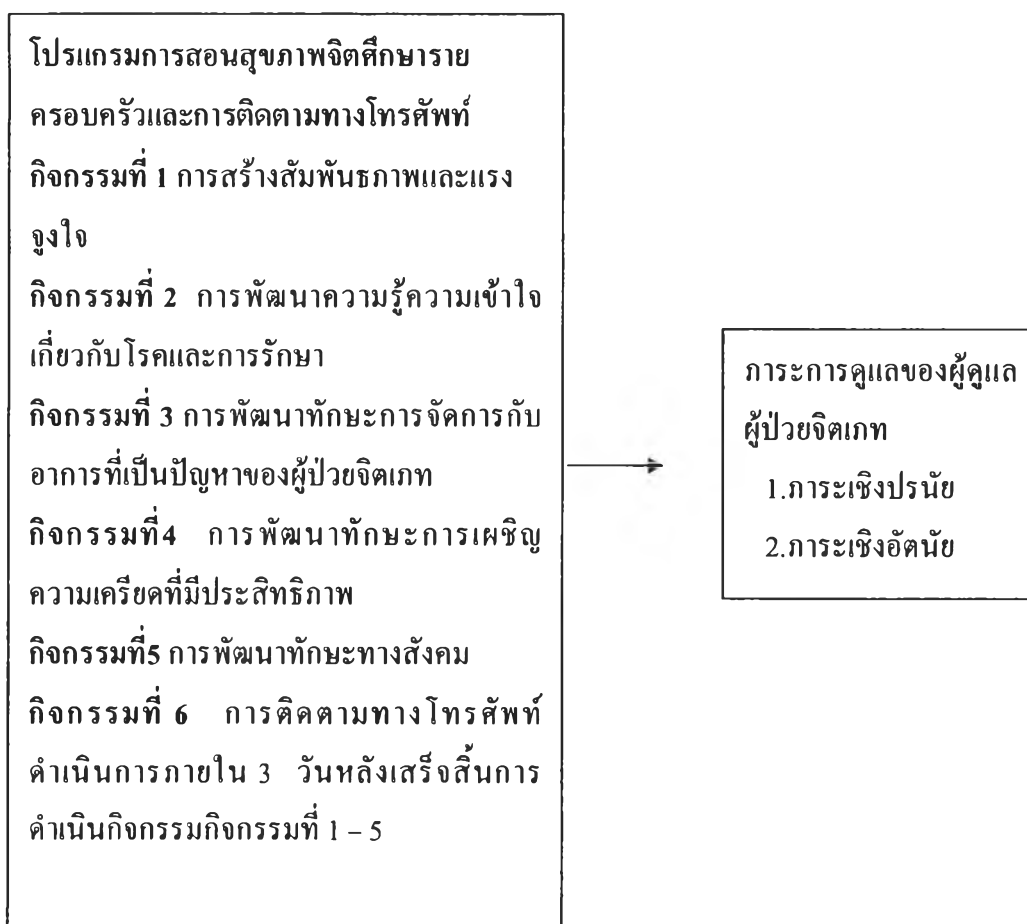 โปรแกรมการสอนสุขภาพจิตศึกษาราย
ครอบครัวและการติดตามทางโทรศัพท์
กิจกรรมที่ 1 การสร้างสัมพันธภาพและแรง
จูงใจ
กิจกรรมที่ 2 การพัฒนาความรู้ความเข้าใจ
เกี่ยวกับโรคและการรักษา
กิจกรรมที่ 3 การพัฒนาทักษะการจัดการกับ
อาการที่เป็นปัญหาของผู้ป่วยจิตเภท
กิจกรรมที่4 การพัฒนาทักษะการเผชิญ
ความเครียดที่มีประสิทธิภาพ
กิจกรรมที่5 การพัฒนาทักษะทางสังคม
กิจกรรมที่ 6 การติดตามทางโทรศัพท์
ดำเนินการภายใน 3 วันหลังเสร็จสิ้นการ
ดำเนินกิจกรรมกิจกรรมที่ 1 – 5
ภาระการดูแลของผู้ดูแล
ผู้ป่วยจิตเภท
1.ภาระเชิงปรนัย
2.ภาระเชิงอัตนัย